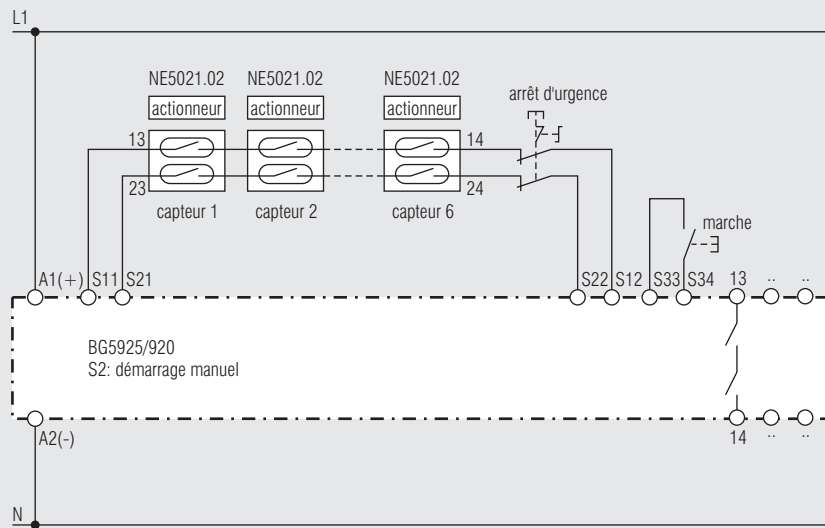 L1
NE5021.02 NE5021.02 NE5021.02
actionneur actionneur actionneur
arrêt d'urgence
13 14
23 24
capteur 1 capteur 2 capteur 6
marche
A1(+) S11 S21 S22 S12 S33 S34 13 .. ..
BG5925/920
S2: démarrage manuel
A2(-) 14 .. ..
N